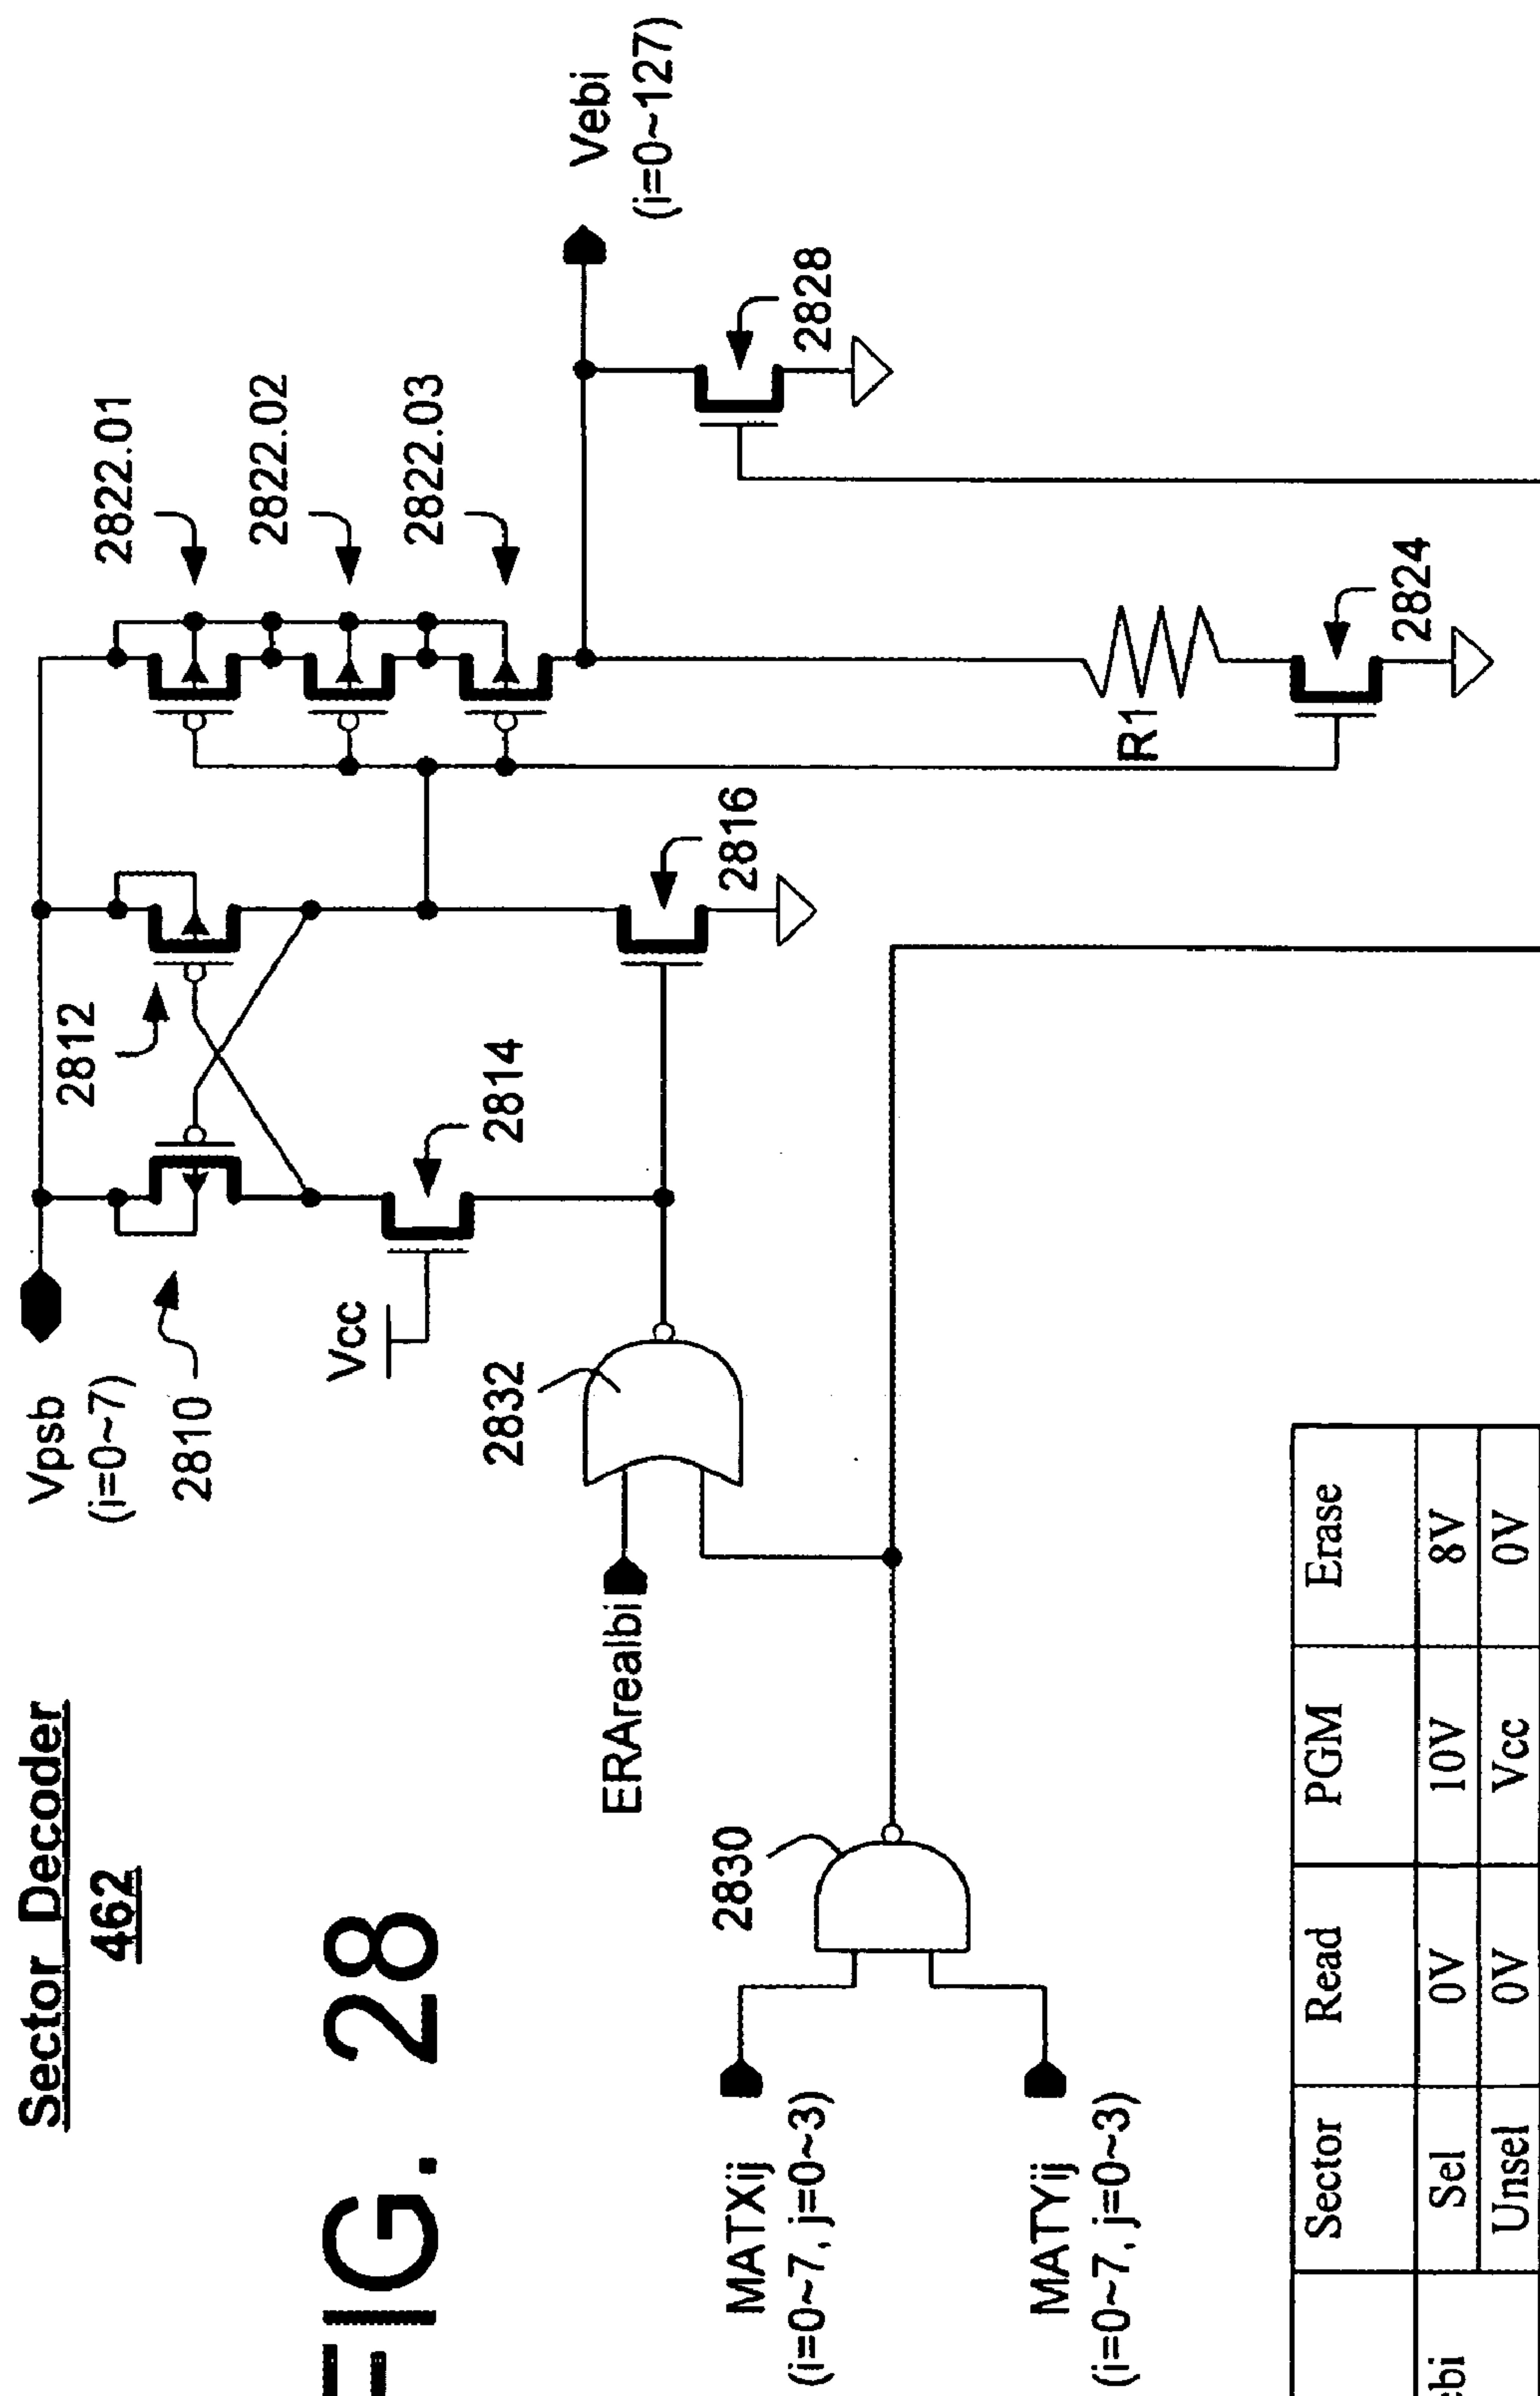 Sector Decoder
462
FIG. 28
Vpsb
(i=0~7)
2810
2812
2822.01
2822.02
2822.03
Vebi
(i=0~127)
Vcc
2814
2816
2828
2832
ERArealbi
R1
2824
2830
MATXij
(i=0~7, j=0~3)
MATYij
(i=0~7, j=0~3)
Sector Read PGM Erase
Sel 0V 10V 8V
Unsel 0V Vcc 0V